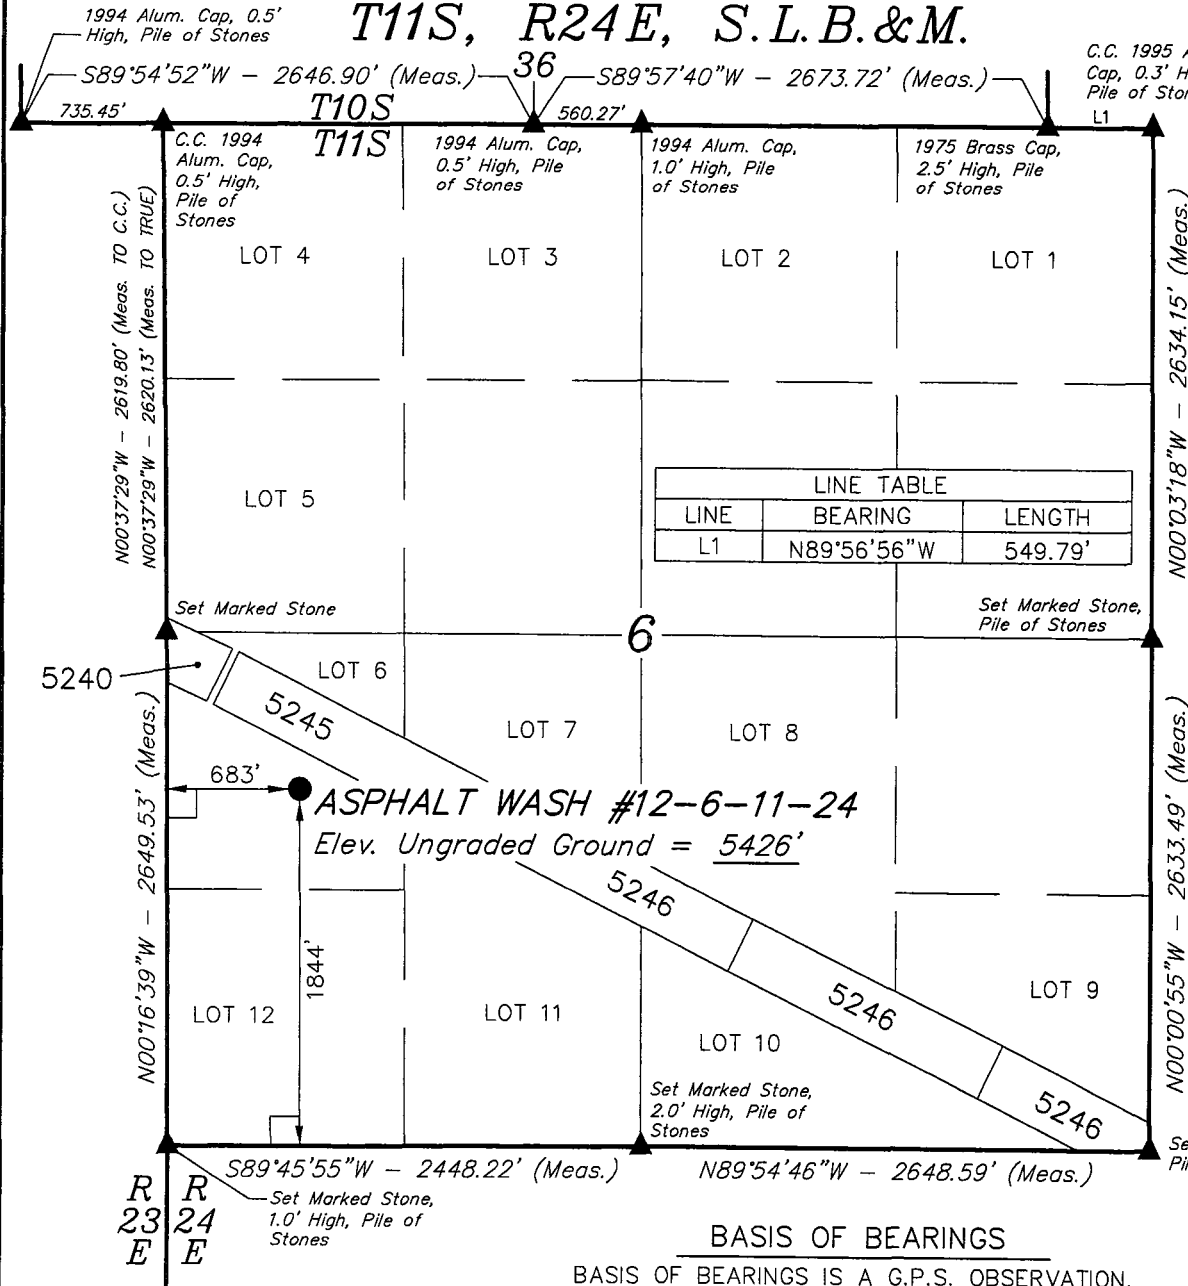 T11S, R24E, S.L.B.&M.
1994 Alum. Cap, 0.5'
High, Pile of Stones
C.C. 1995
Cap, 0.3'
Pile of
S89°54'52"W - 2646.90' (Meas.)
36
S89°57'40"W - 2673.72' (Meas.)
735.45'
T10S
560.27'
L1
T11S
C.C. 1994
Alum. Cap,
0.5' High,
Pile of
Stones
1994 Alum. Cap,
0.5' High, Pile
of Stones
1994 Alum. Cap,
1.0' High, Pile
of Stones
1975 Brass Cap,
2.5' High, Pile
of Stones
N00°37'29"W - 2619.80' (Meas. TO C.C.)
N00°37'29"W - 2620.13' (Meas. TO TRUE)
N00°03'18"W - 2634.15' (Meas.)
LOT 4
LOT 3
LOT 2
LOT 1
LOT 5
LINE TABLE
LINE BEARING LENGTH
L1 N89°56'56"W 549.79'
Set Marked Stone
6
Set Marked Stone,
Pile of Stones
5240
LOT 6
5245
LOT 7
LOT 8
N00°16'39"W - 2649.53' (Meas.)
N00°00'55"W - 2633.49' (Meas.)
683'
ASPHALT WASH #12-6-11-24
Elev. Ungraded Ground = 5426'
5246
1844'
5246
LOT 9
LOT 12
LOT 11
LOT 10
5246
Set Marked Stone,
2.0' High, Pile of
Stones
S89°45'55"W - 2448.22' (Meas.)
N89°54'46"W - 2648.59' (Meas.)
R R
23 24
E E
Set Marked Stone,
1.0' High, Pile of
Stones
BASIS OF BEARINGS
BASIS OF BEARINGS IS A G.P.S. OBSERVATION.